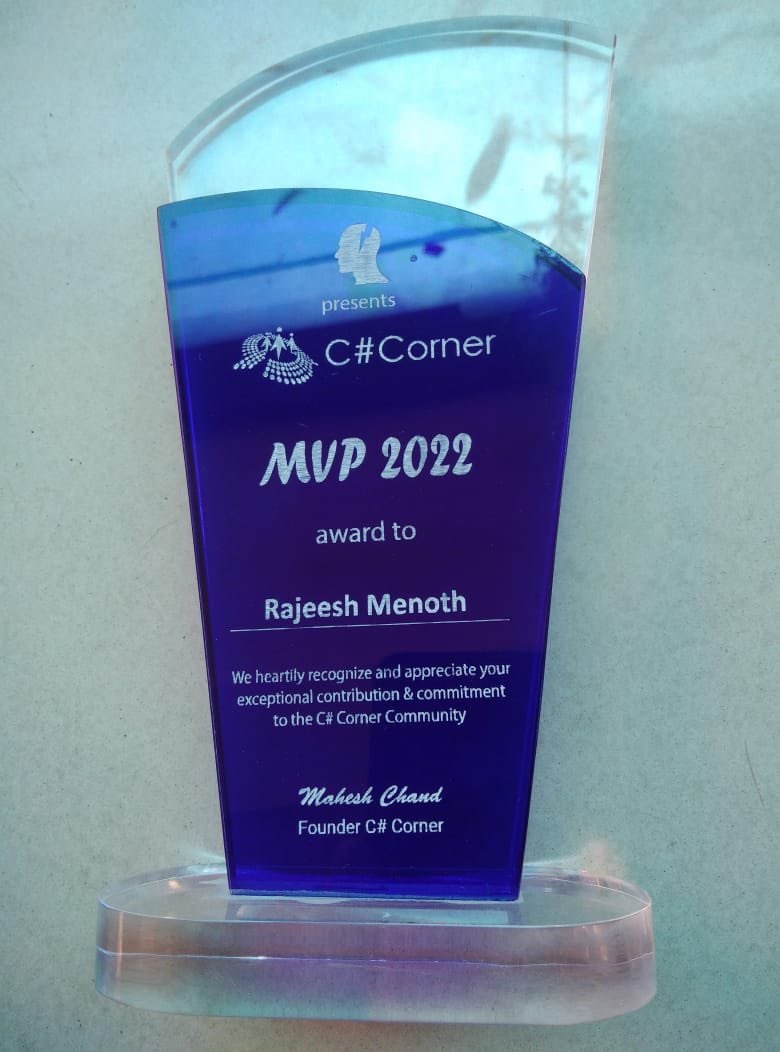 presents
C#Corner
MVP 2022
award to
Rajeesh Menoth
We heartily recognize and appreciate your
exceptional contribution & commitment
to the C# Corner Community
Mahesh Chand
Founder C# Corner